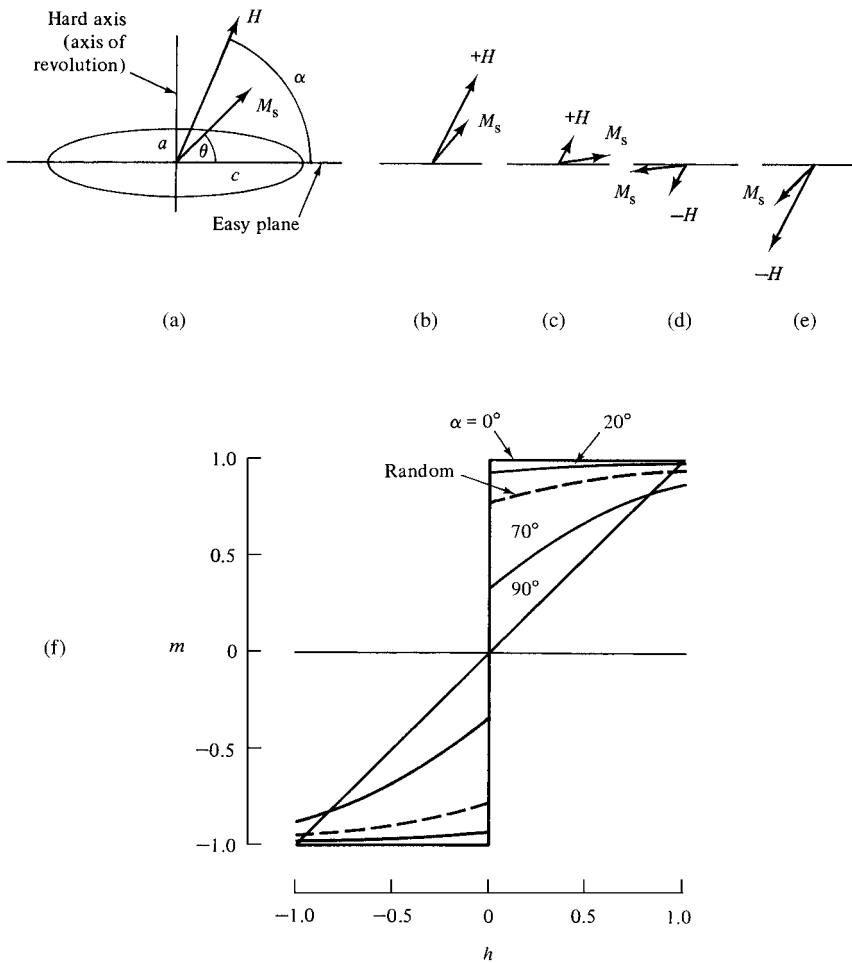 Hard axis
(axis of
revolution)
H
α
M_s
a
θ
c
Easy plane
+H
M_s
+H
M_s
M_s
−H
M_s
−H
(a)
(b)
(c)
(d)
(e)
α = 0°
20°
Random
70°
90°
1.0
0.5
0
−0.5
−1.0
(f)
m
−1.0
−0.5
0
0.5
1.0
h